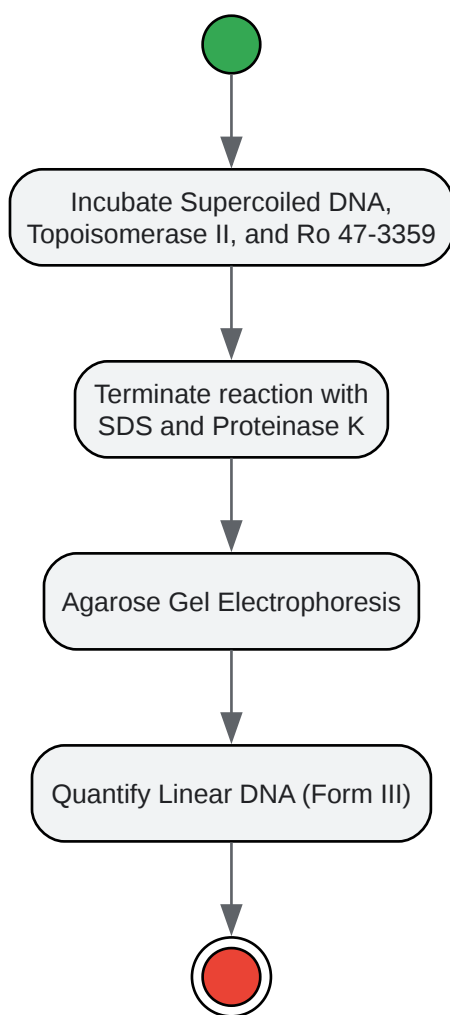 Incubate Supercoiled DNA,
Topoisomerase II, and Ro 47-3359
Terminate reaction with
SDS and Proteinase K
Agarose Gel Electrophoresis
Quantify Linear DNA (Form III)